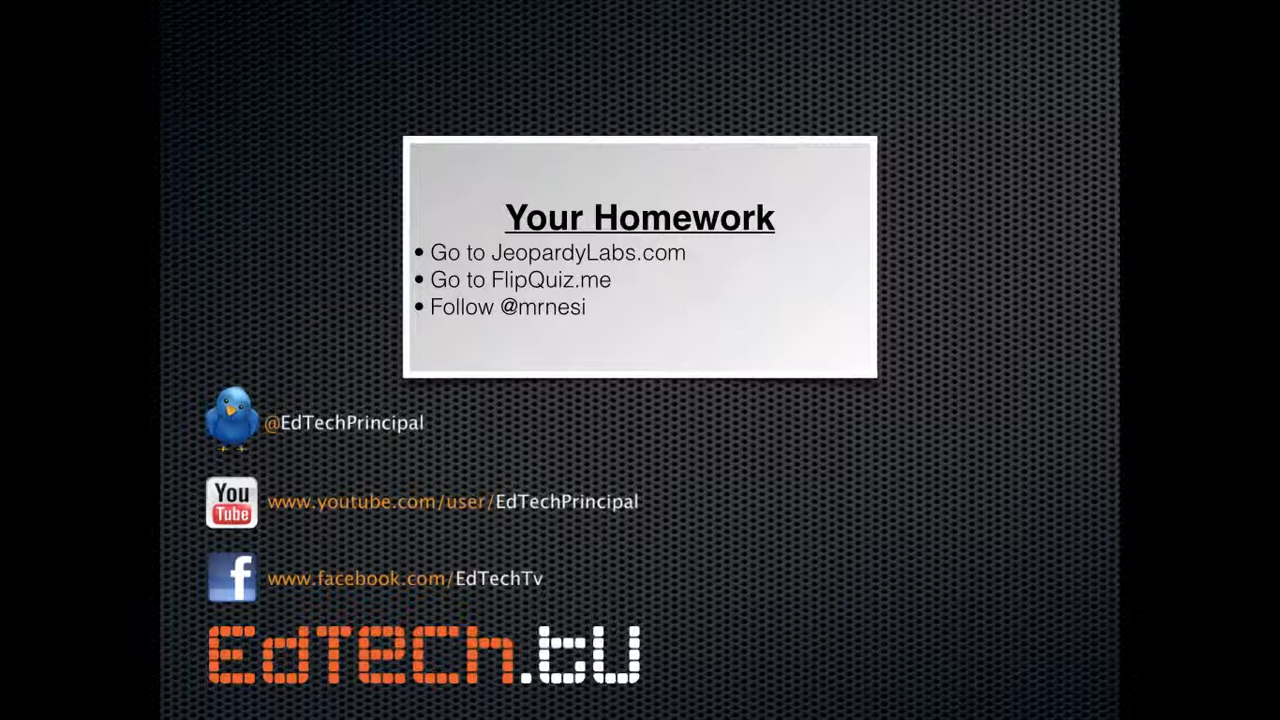 Your Homework
• Go to JeopardyLabs.com
• Go to FlipQuiz.me
• Follow @mrnesi
@EdTechPrincipal
You
Tube
www.youtube.com/user/EdTechPrincipal
f
www.facebook.com/EdTechTv
EdTeCh.tU